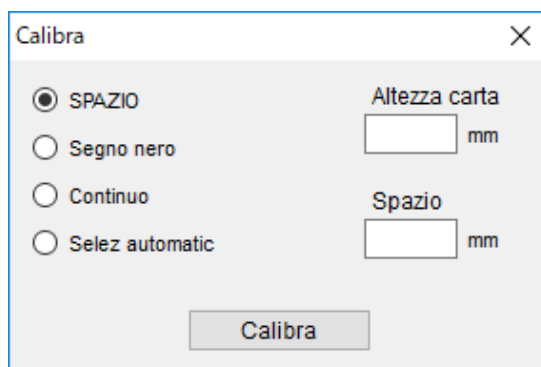 Calibra
SPAZIO
Segno nero
Continuo
Selez automatic
Altezza carta
mm
Spazio
mm
Calibra